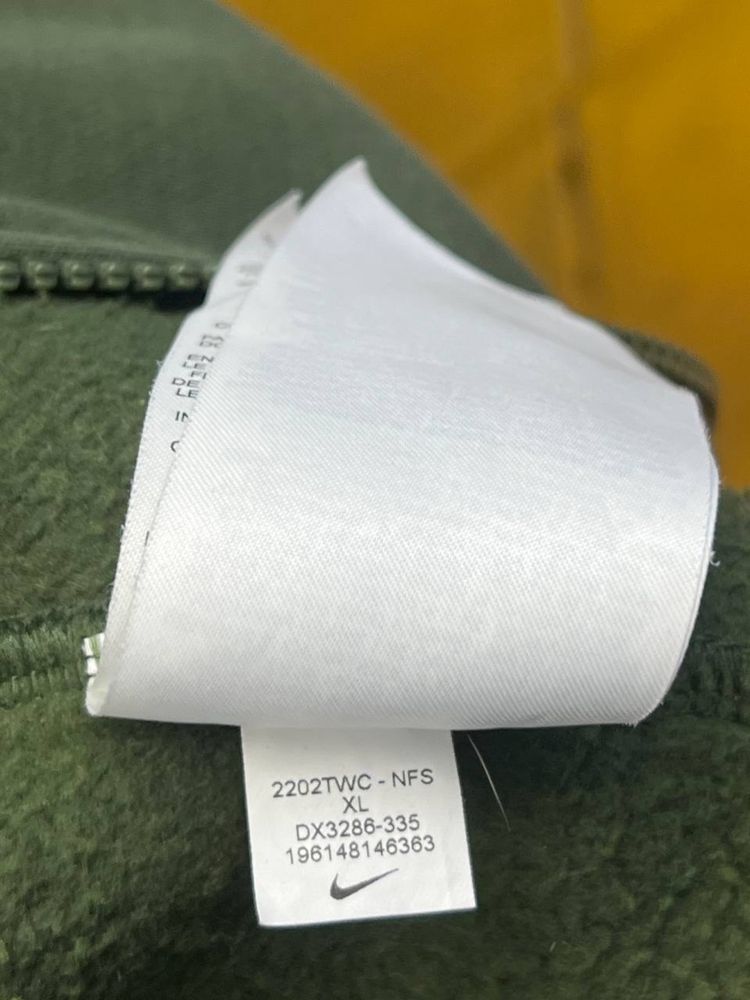 2202TWC - NFS
XL
DX3286-335
196148146363